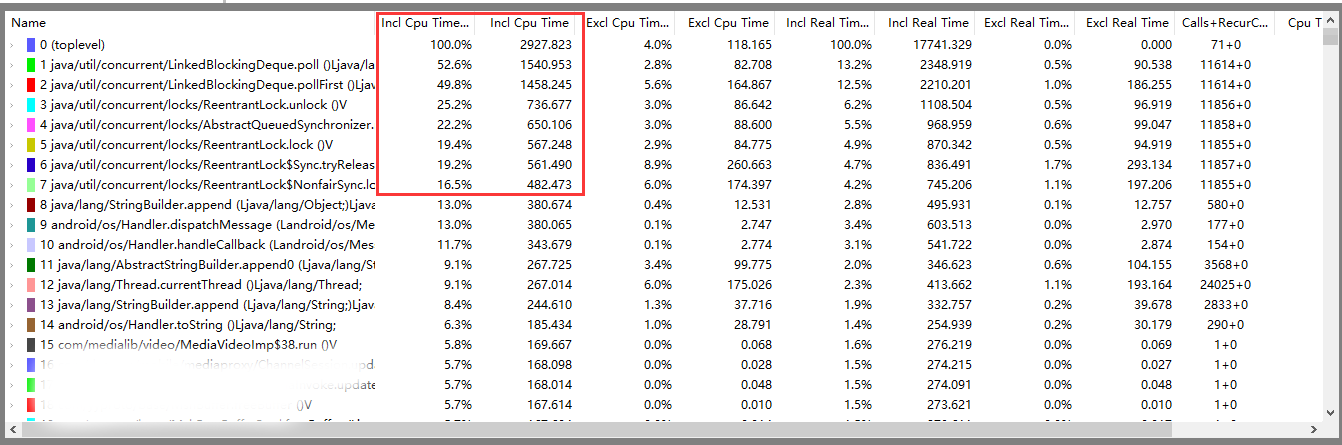 Name Incl Cpu Time... Incl Cpu Time Excl Cpu Tim... Excl Cpu Time Incl Real Time Incl Real Time Excl Real Time Excl Real Time Calls+RecurC... Cpu T
0 (toplevel) 100.0% 2927.823 4.0% 118.165 100.0% 17741.329 0.0% 0.000 71+0
1 java/util/concurrent/LinkedBlockingDeque.poll ()Ljava/la 52.6% 1540.953 2.8% 82.708 13.2% 2348.919 0.5% 90.538 11614+0
2 java/util/concurrent/LinkedBlockingDeque.pollFirst ()Ljav 49.8% 1458.245 5.6% 164.867 12.5% 2210.201 1.0% 186.255 11614+0
3 java/util/concurrent/locks/ReentrantLock.unlock ()V 25.2% 736.677 3.0% 86.642 6.2% 1108.504 0.5% 96.919 11856+0
4 java/util/concurrent/locks/AbstractQueuedSynchronizer. 22.2% 650.106 3.0% 88.600 5.5% 968.959 0.6% 99.047 11858+0
5 java/util/concurrent/locks/ReentrantLock.lock ()V 19.4% 567.248 2.9% 84.775 4.9% 870.342 0.5% 94.919 11855+0
6 java/util/concurrent/locks/ReentrantLock$Sync.tryReleas 19.2% 561.490 8.9% 260.663 4.7% 836.491 1.7% 293.134 11857+0
7 java/util/concurrent/locks/ReentrantLock$NonfairSync.lc 16.5% 482.473 6.0% 174.397 4.2% 745.206 1.1% 197.206 11855+0
8 java/lang/StringBuilder.append (Ljava/lang/Object;)Ljava 13.0% 380.674 0.4% 12.531 2.8% 495.931 0.1% 12.757 580+0
9 android/os/Handler.dispatchMessage (Landroid/os/Me 13.0% 380.065 0.1% 2.747 3.4% 603.513 0.0% 2.970 177+0
10 android/os/Handler.handleCallback (Landroid/os/Mes 11.7% 343.679 0.1% 2.774 3.1% 541.722 0.0% 2.874 154+0
11 java/lang/AbstractStringBuilder.append0 (Ljava/lang/St 9.1% 267.725 3.4% 99.775 2.0% 346.623 0.6% 104.155 3568+0
12 java/lang/Thread.currentThread ()Ljava/lang/Thread; 9.1% 267.014 6.0% 175.026 2.3% 413.662 1.1% 193.164 24025+0
13 java/lang/StringBuilder.append (Ljava/lang/String;)Ljava 8.4% 244.610 1.3% 37.716 1.9% 332.757 0.2% 39.678 2833+0
14 android/os/Handler.toString ()Ljava/lang/String; 6.3% 185.434 1.0% 28.791 1.4% 254.939 0.2% 30.179 290+0
15 com/medialib/video/MediaVideoImp$38.run ()V 5.8% 169.667 0.0% 0.068 1.6% 276.219 0.0% 0.069 1+0
16 5.7% 168.098 0.0% 0.028 1.5% 274.215 0.0% 0.027 1+0
5.7% 168.014 0.0% 0.048 1.5% 274.091 0.0% 0.048 1+0
()V 5.7% 167.614 0.0% 0.010 1.5% 273.621 0.0% 0.010 1+0